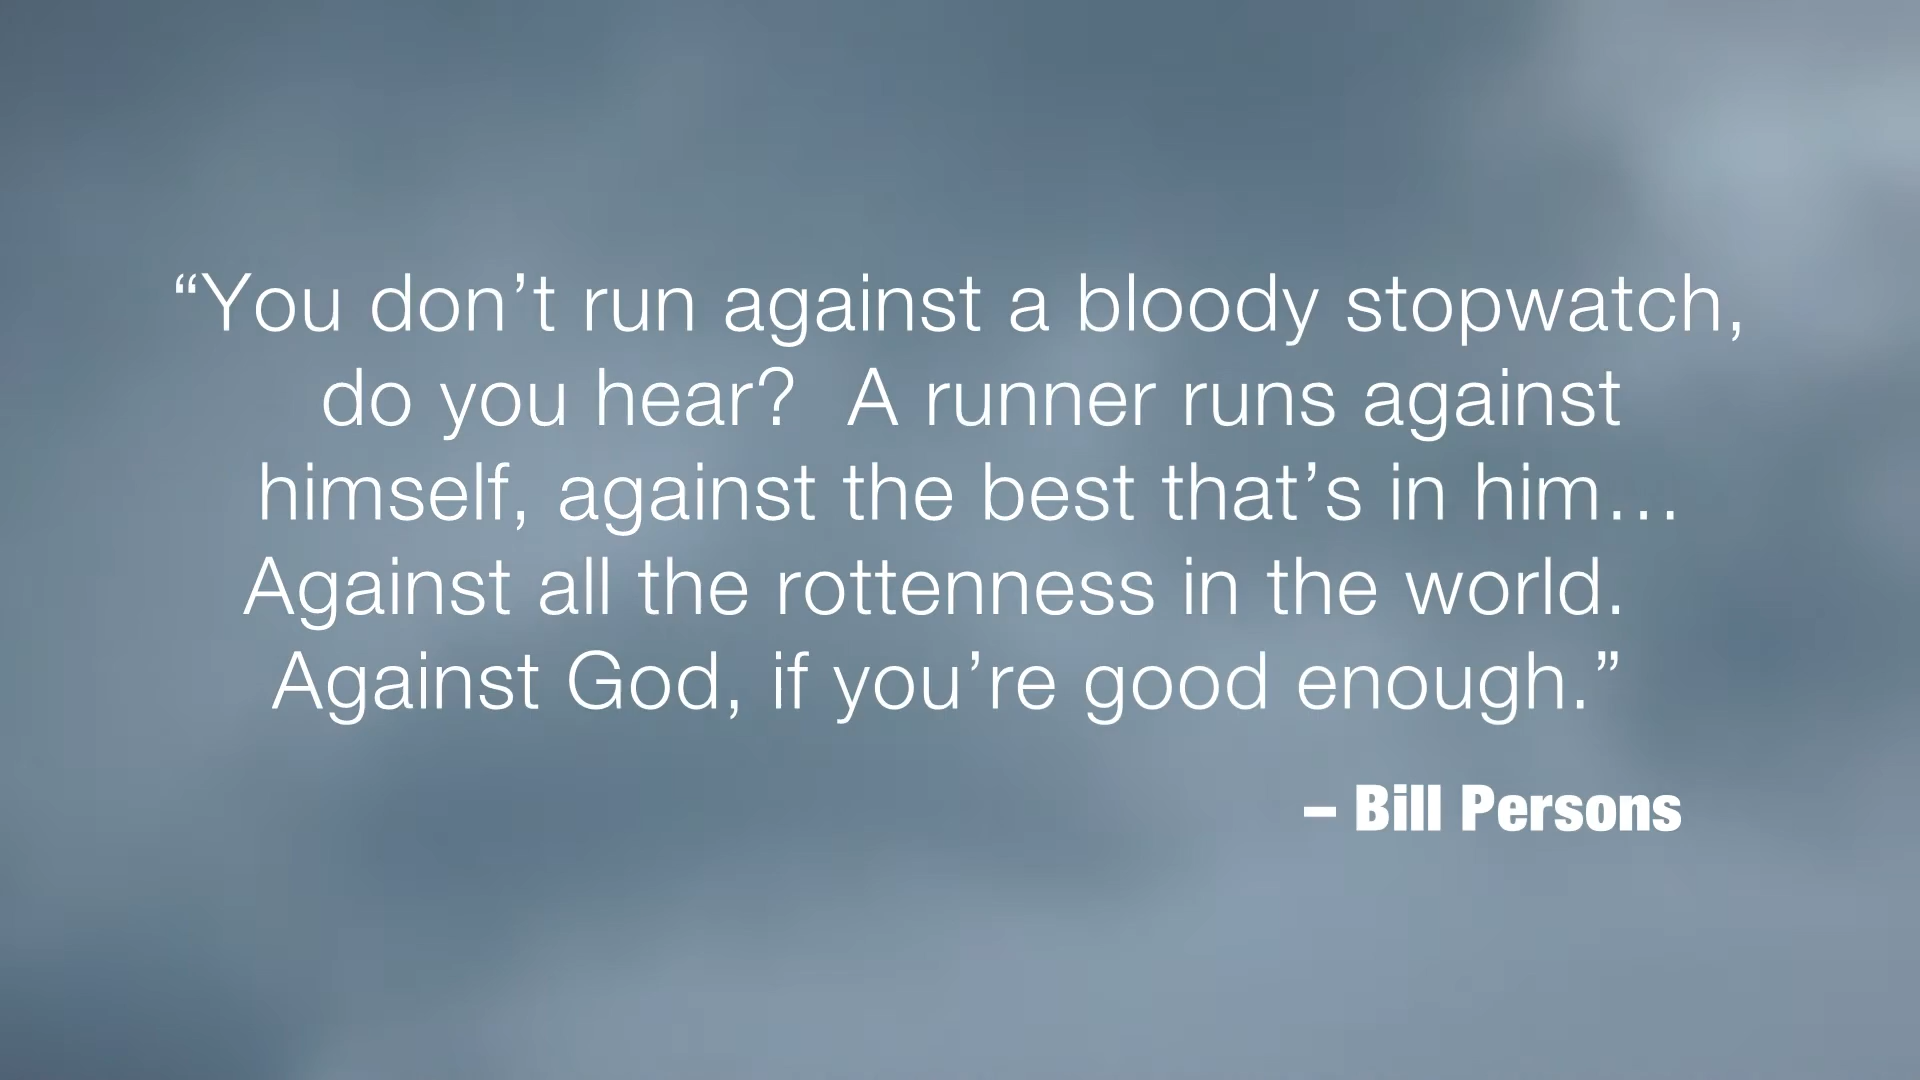 “You don’t run against a bloody stopwatch,
do you hear?  A runner runs against
himself, against the best that’s in him…
Against all the rottenness in the world.
Against God, if you’re good enough.”
– Bill Persons